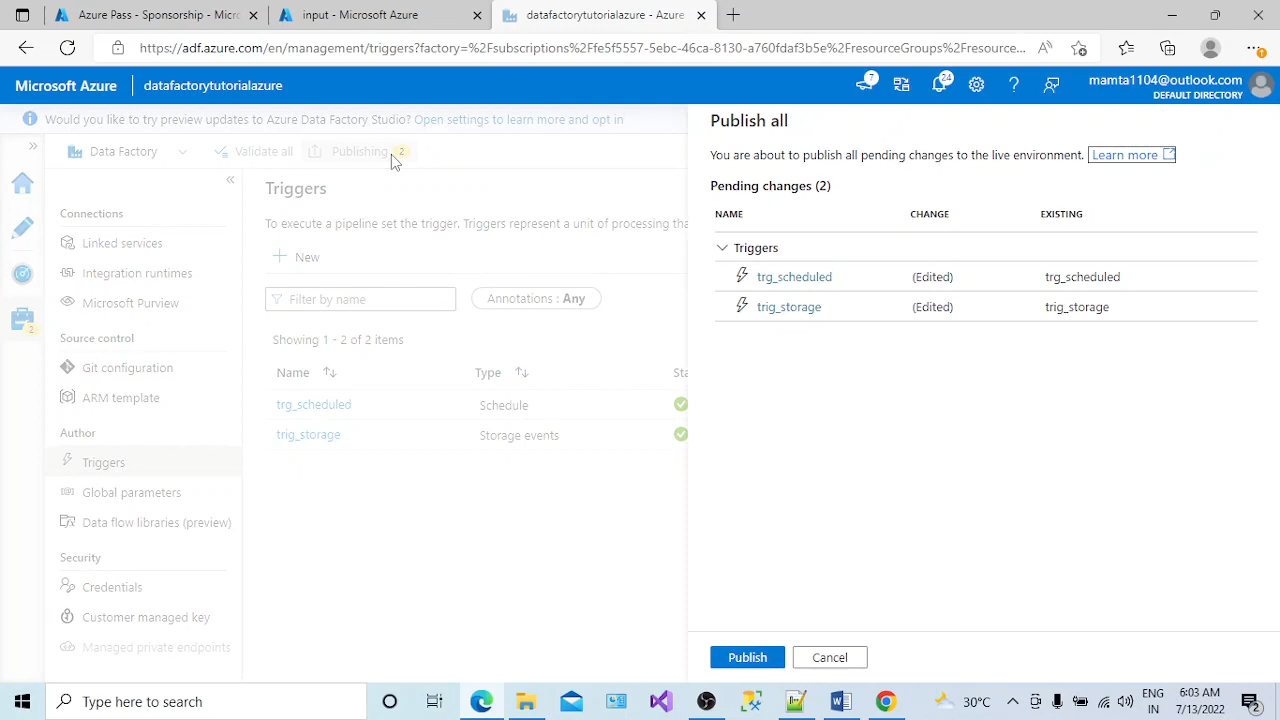 Azure Pass - Sponsorship - Micr
input - Microsoft Azure
datafactorytutorialazure - Azure
https://adf.azure.com/en/management/triggers?factory=%2Fsubscriptions%2Ffe5f5557-5ebc-46ca-8130-a760fdaf3b5e%2FresourceGroups%2Fresource...
Microsoft Azure
datafactorytutorialazure
7
24
mamta1104@outlook.com
DEFAULT DIRECTORY
Would you like to try preview updates to Azure Data Factory Studio? Open settings to learn more and opt in
Data Factory
Validate all
Publishing 2
Connections
Linked services
Integration runtimes
Microsoft Purview
2
Source control
Git configuration
ARM template
Author
Triggers
Global parameters
Data flow libraries (preview)
Security
Credentials
Customer managed key
Managed private endpoints
Triggers
To execute a pipeline set the trigger. Triggers represent a unit of processing tha
New
Filter by name
Annotations : Any
Showing 1 - 2 of 2 items
Name Type Sta
trg_scheduled Schedule
trig_storage Storage events
Publish all
You are about to publish all pending changes to the live environment. Learn more
Pending changes (2)
NAME CHANGE EXISTING
Triggers
trg_scheduled (Edited) trg_scheduled
trig_storage (Edited) trig_storage
Publish Cancel
Type here to search
30°C
ENG
IN
6:03 AM
7/13/2022
2